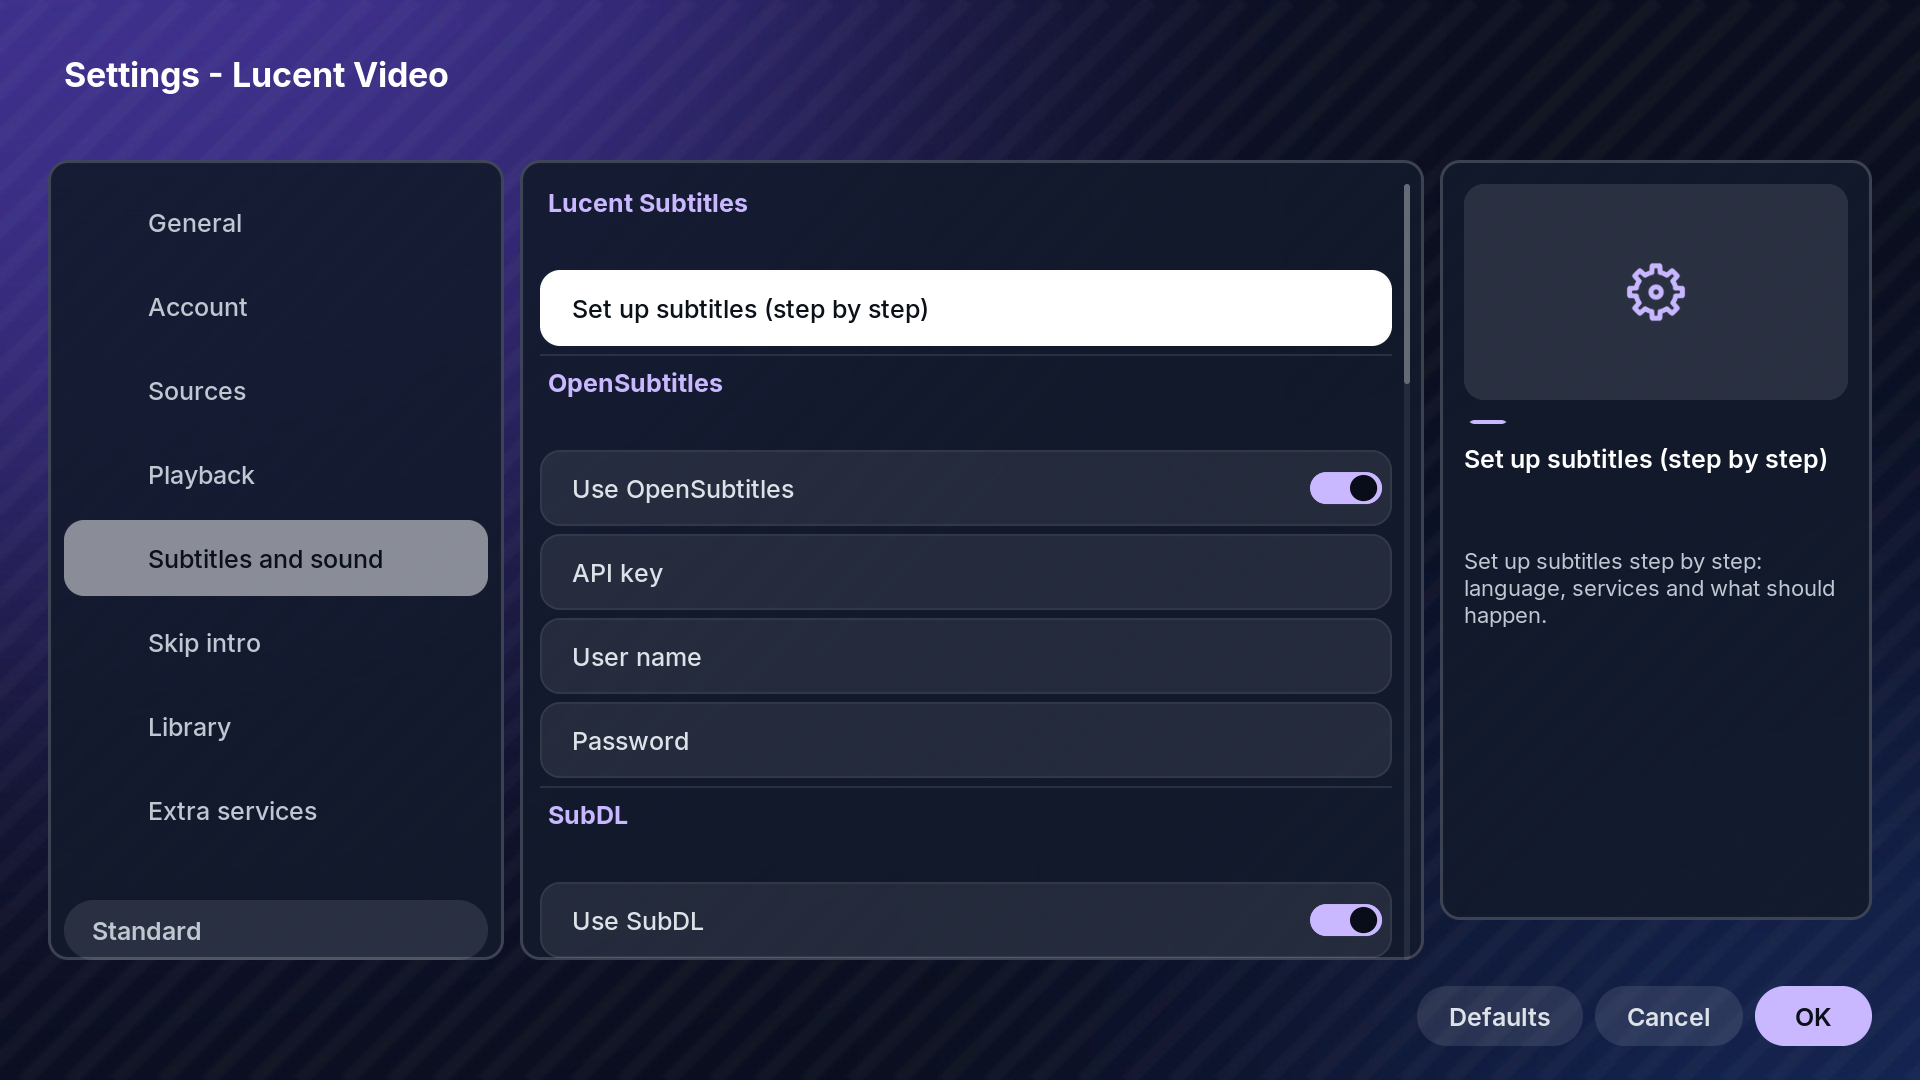 Settings - Lucent Video
General
Account
Sources
Playback
Subtitles and sound
Skip intro
Library
Extra services
Standard
Lucent Subtitles
Set up subtitles (step by step)
OpenSubtitles
Use OpenSubtitles
API key
User name
Password
SubDL
Use SubDL
Set up subtitles (step by step)
Set up subtitles step by step:
language, services and what should
happen.
Defaults
Cancel
OK